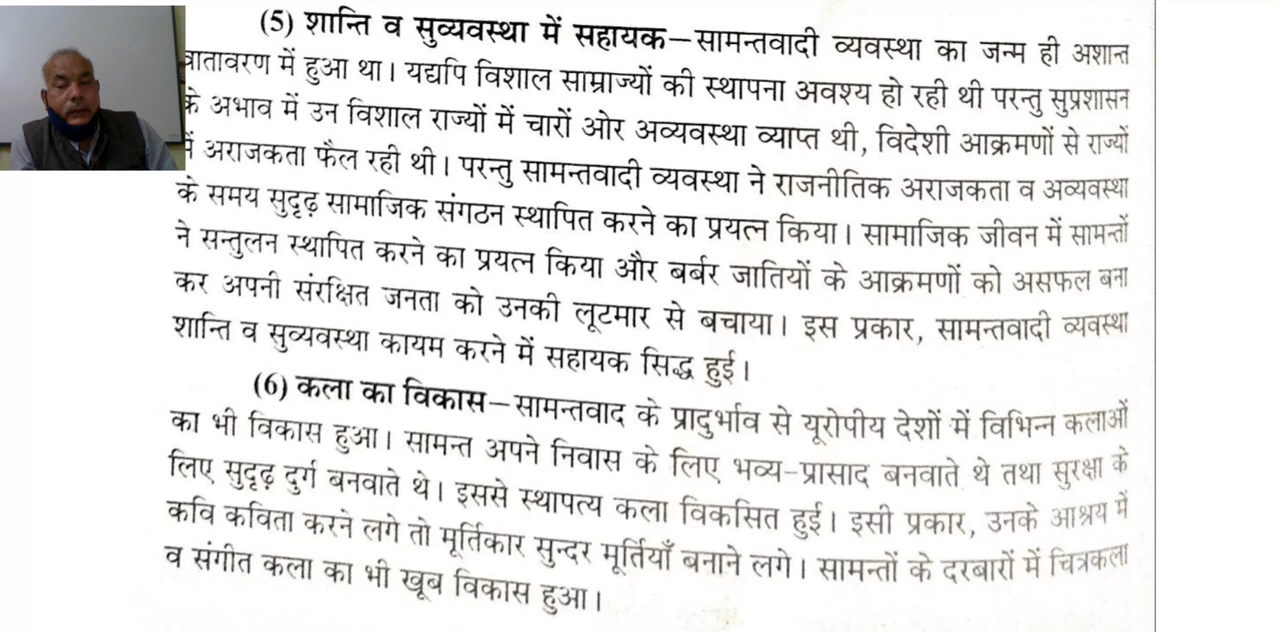 (5) शान्ति व सुव्यवस्था में सहायक–सामन्तवादी व्यवस्था का जन्म ही अशान्त
वातावरण में हुआ था। यद्यपि विशाल साम्राज्यों की स्थापना अवश्य हो रही थी परन्तु सुप्रशासन
के अभाव में उन विशाल राज्यों में चारों ओर अव्यवस्था व्याप्त थी, विदेशी आक्रमणों से राज्यों
में अराजकता फैल रही थी। परन्तु सामन्तवादी व्यवस्था ने राजनीतिक अराजकता व अव्यवस्था
के समय सुदृढ़ सामाजिक संगठन स्थापित करने का प्रयत्न किया। सामाजिक जीवन में सामन्तों
ने सन्तुलन स्थापित करने का प्रयत्न किया और बर्बर जातियों के आक्रमणों को असफल बना
कर अपनी संरक्षित जनता को उनकी लूटमार से बचाया। इस प्रकार, सामन्तवादी व्यवस्था
शान्ति व सुव्यवस्था कायम करने में सहायक सिद्ध हुई।
(6) कला का विकास–सामन्तवाद के प्रादुर्भाव से यूरोपीय देशों में विभिन्न कलाओं
का भी विकास हुआ। सामन्त अपने निवास के लिए भव्य-प्रासाद बनवाते थे तथा सुरक्षा के
लिए सुदृढ़ दुर्ग बनवाते थे। इससे स्थापत्य कला विकसित हुई। इसी प्रकार, उनके आश्रय में
कवि कविता करने लगे तो मूर्तिकार सुन्दर मूर्तियाँ बनाने लगे। सामन्तों के दरबारों में चित्रकला
व संगीत कला का भी खूब विकास हुआ।